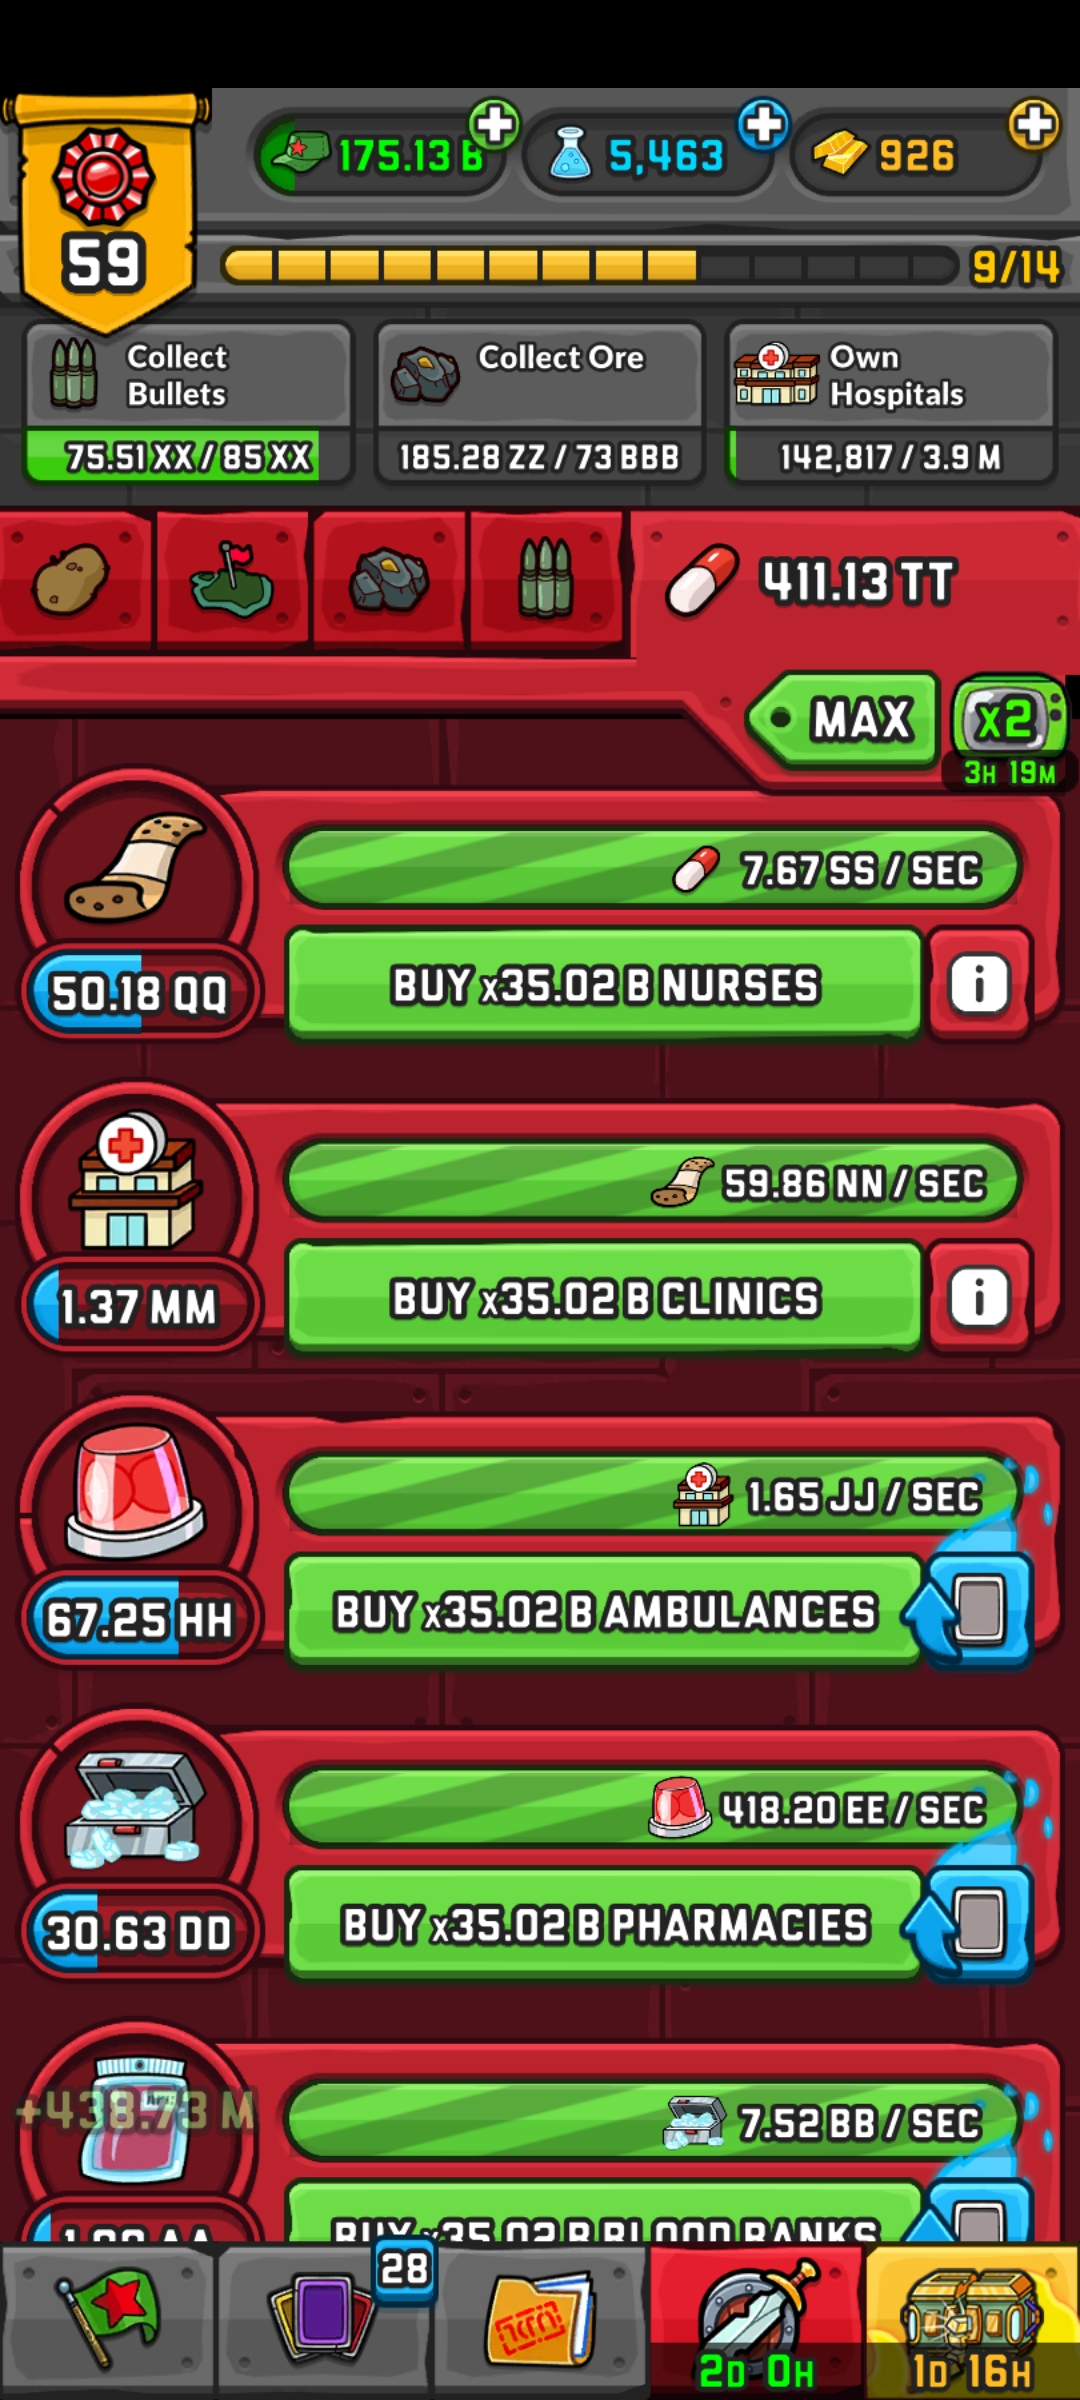 59
175.13 B
5,463
926
9/14
Collect Bullets
75.51 XX / 85 XX
Collect Ore
185.28 ZZ / 73 BBB
Own Hospitals
142,817 / 3.9 M
411.13 TT
MAX
x2
3H 19M
7.67 SS / SEC
50.18 QQ
BUY x35.02 B NURSES
i
59.86 NN / SEC
1.37 MM
BUY x35.02 B CLINICS
i
1.65 JJ / SEC
67.25 HH
BUY x35.02 B AMBULANCES
418.20 EE / SEC
30.63 DD
BUY x35.02 B PHARMACIES
+438.73 M
7.52 BB / SEC
BUY x35.02 B BLOOD BANKS
28
2D 0H
1D 16H